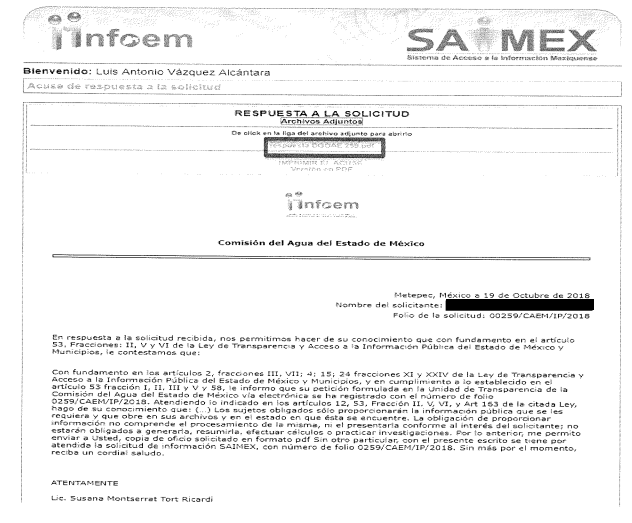 infoem
SAIMEX
Sistema de Acceso a la Información Mexiquense
Bienvenido: Luis Antonio Vázquez Alcántara
Acuse de respuesta a la solicitud
RESPUESTA A LA SOLICITUD
Archivos Adjuntos
De click en la liga del archivo adjunto para abrirlo
respuesta DGOAE 259.pdf
IMPRIMIR EL ACUSE
Versión en PDF
infoem
Comisión del Agua del Estado de México
Metepec, México a 19 de Octubre de 2018
Nombre del solicitante:
Folio de la solicitud: 00259/CAEM/IP/2018
En respuesta a la solicitud recibida, nos permitimos hacer de su conocimiento que con fundamento en el artículo
53, Fracciones: II, V y VI de la Ley de Transparencia y Acceso a la Información Pública del Estado de México y
Municipios, le contestamos que:
Con fundamento en los artículos 2, fracciones III, VII; 4; 15; 24 fracciones XI y XXIV de la Ley de Transparencia y
Acceso a la Información Pública del Estado de México y Municipios, y en cumplimiento a lo establecido en el
artículo 53 fracción I, II, III y V y 58, le informo que su petición formulada en la Unidad de Transparencia de la
Comisión del Agua del Estado de México vía electrónica se ha registrado con el número de folio
0259/CAEM/IP/2018. Atendiendo lo indicado en los artículos 12, 53, Fracción II, V, VI, y Art 163 de la citada Ley,
hago de su conocimiento que: (...) Los sujetos obligados sólo proporcionarán la información pública que se les
requiera y que obre en sus archivos y en el estado en que ésta se encuentre. La obligación de proporcionar
información no comprende el procesamiento de la misma, ni el presentarla conforme al interés del solicitante; no
estarán obligados a generarla, resumirla, efectuar cálculos o practicar investigaciones. Por lo anterior, me permito
enviar a Usted, copia de oficio solicitado en formato pdf Sin otro particular, con el presente escrito se tiene por
atendida la solicitud de información SAIMEX, con número de folio 0259/CAEM/IP/2018. Sin más por el momento,
reciba un cordial saludo.
ATENTAMENTE
Lic. Susana Montserrat Tort Ricardi